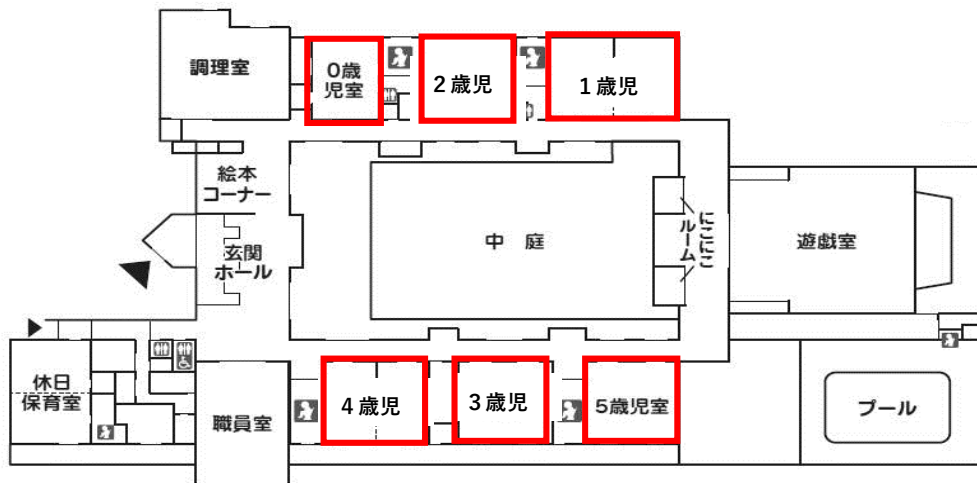 調理室
0歳
児室
2歳児
1歳児
絵本
コーナー
玄関
ホール
中 庭
にこにこ
ルーム
遊戯室
休日
保育室
職員室
4歳児
3歳児
5歳児室
プール